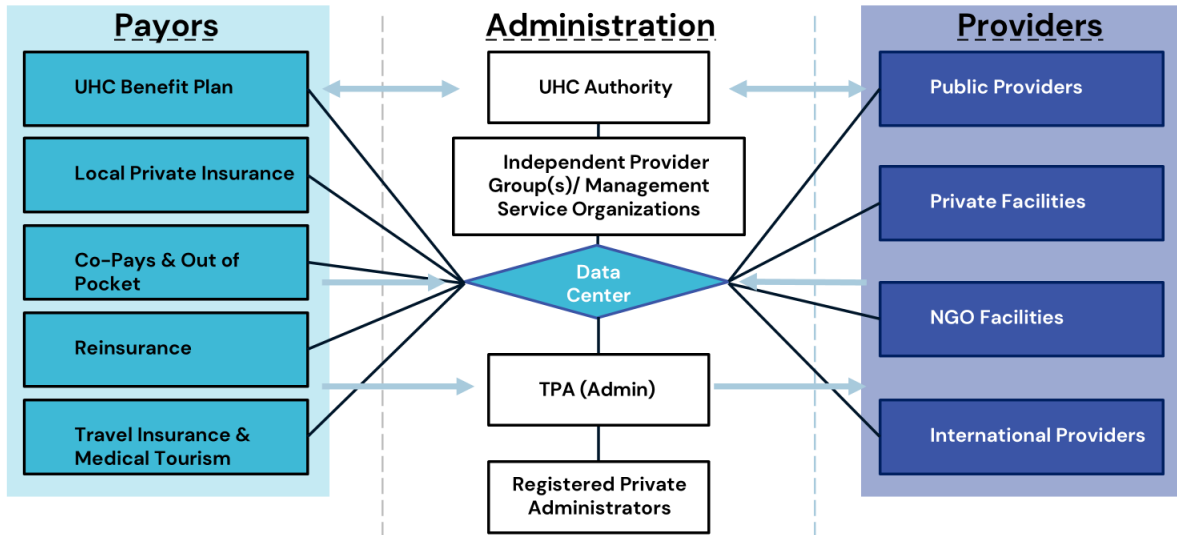 Payors
UHC Benefit Plan
Local Private Insurance
Co-Pays & Out of
Pocket
Reinsurance
Travel Insurance &
Medical Tourism
Administration
UHC Authority
Independent Provider
Group(s)/ Management
Service Organizations
Data
Center
TPA (Admin)
Registered Private
Administrators
Providers
Public Providers
Private Facilities
NGO Facilities
International Providers